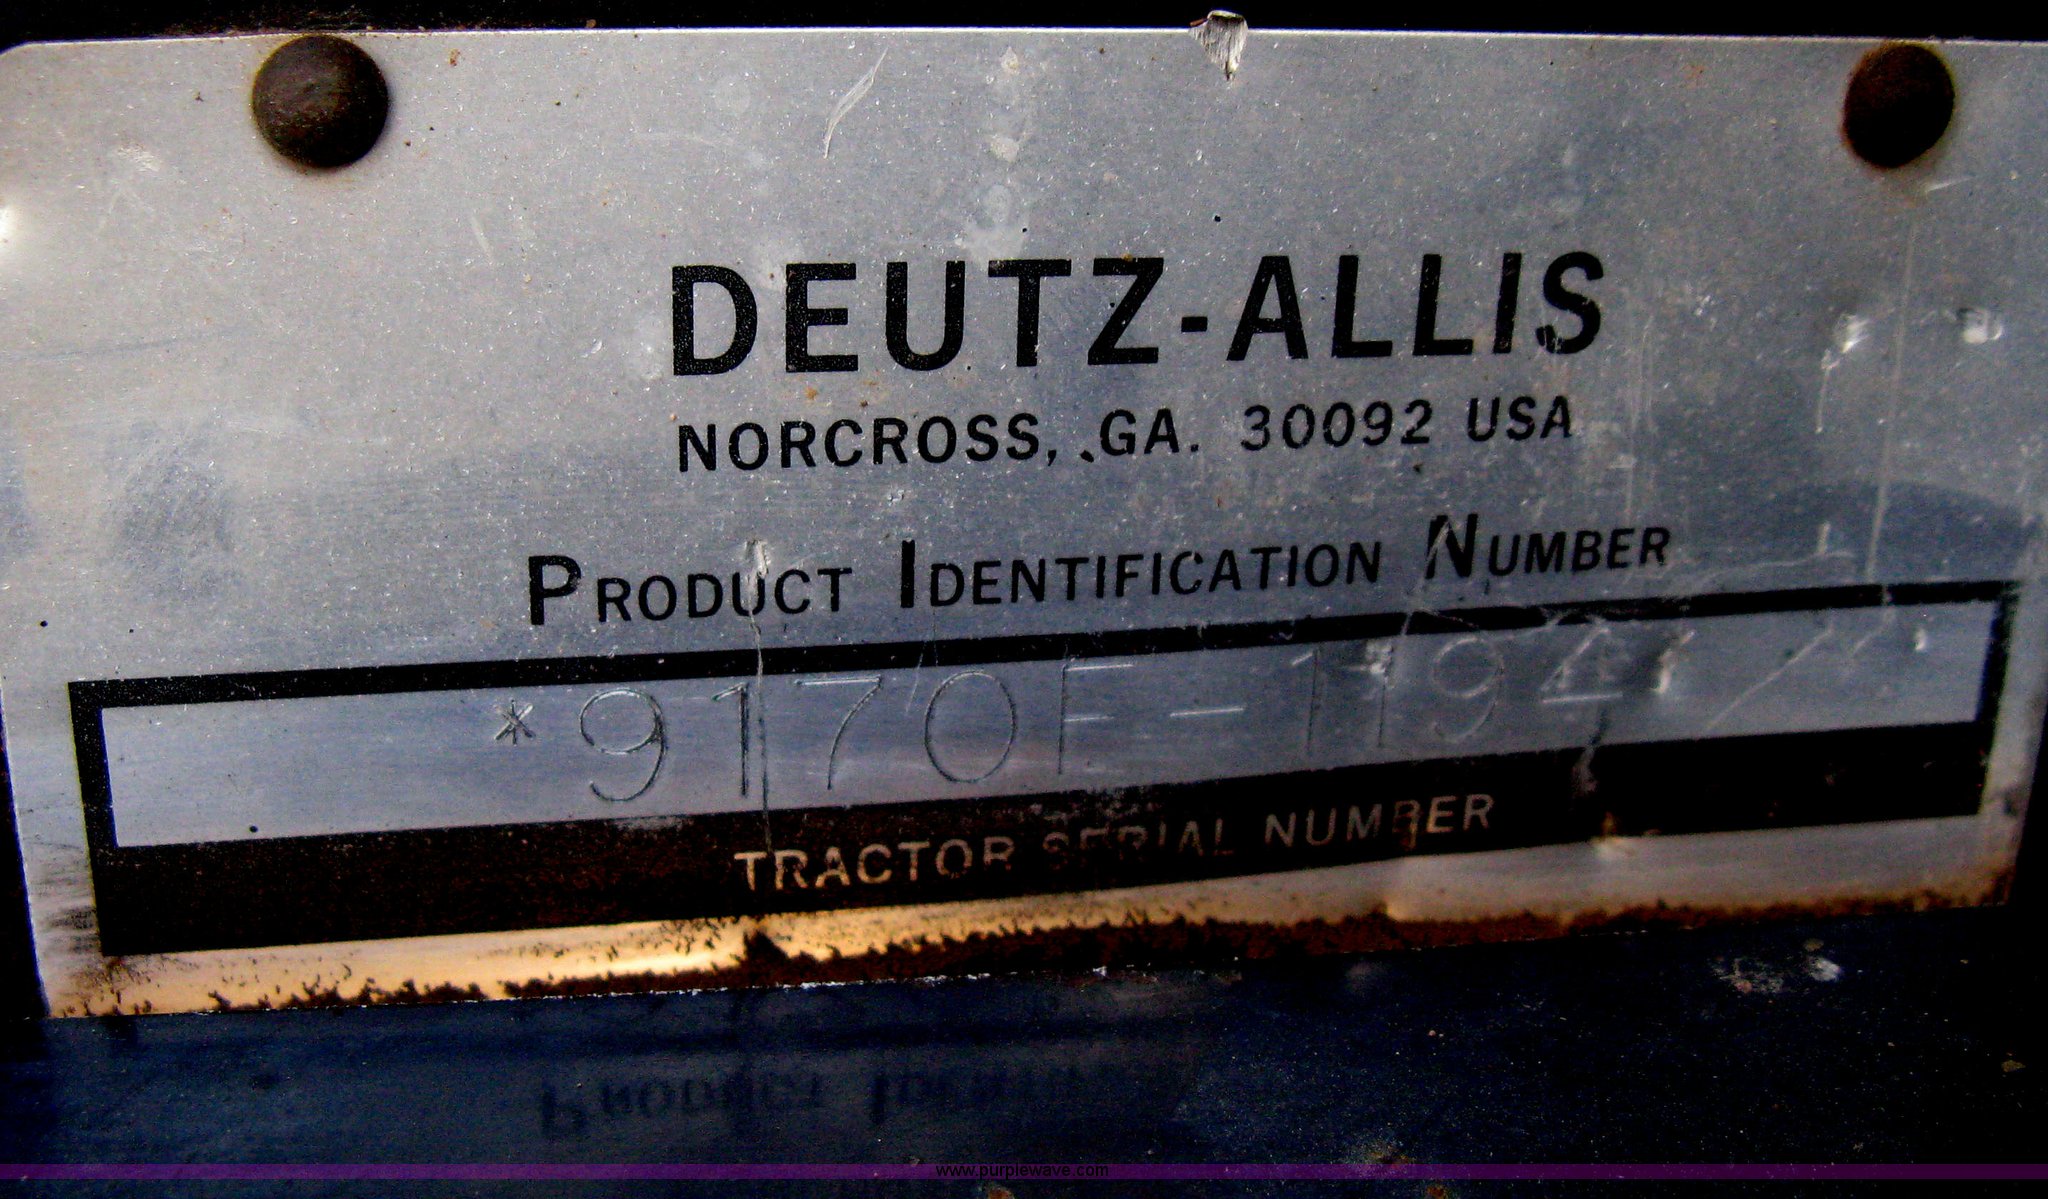 DEUTZ-ALLIS
NORCROSS, GA. 30092 USA
PRODUCT IDENTIFICATION NUMBER
*9170F-1194
TRACTOR SERIAL NUMBER
www.purplewave.com